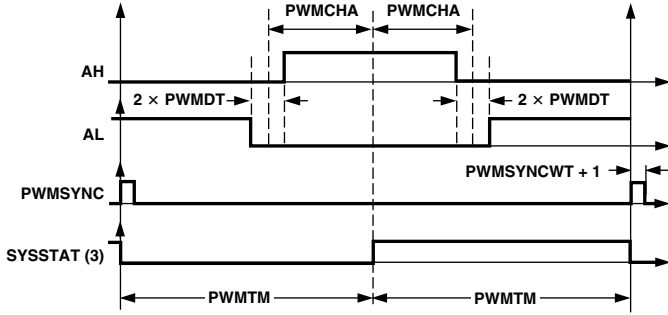 PWMCHA PWMCHA
AH
2 × PWMDT 2 × PWMDT
AL
PWMSYNCWT + 1
PWMSYNC
SYSSTAT (3)
PWMTM PWMTM